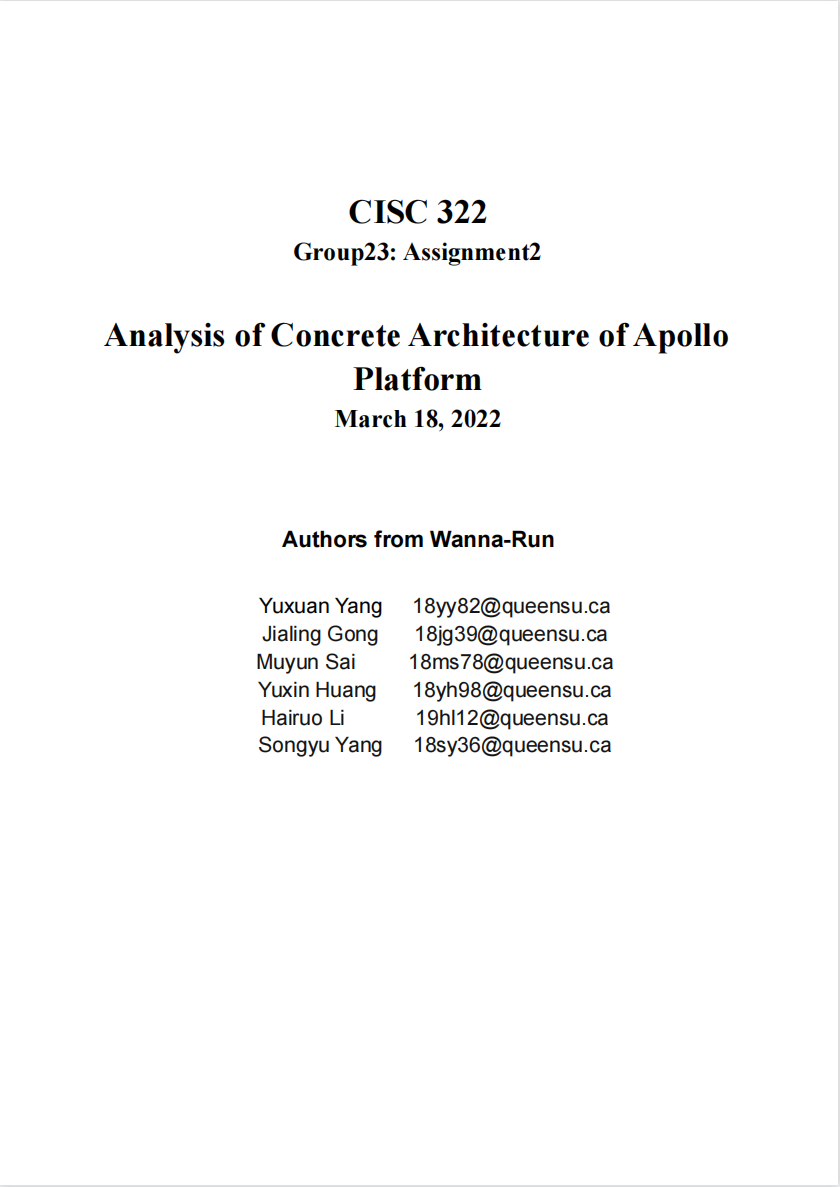 CISC 322
Group23: Assignment2
Analysis of Concrete Architecture of Apollo
Platform
March 18, 2022
Authors from Wanna-Run
Yuxuan Yang 18yy82@queensu.ca
Jialing Gong 18jg39@queensu.ca
Muyun Sai 18ms78@queensu.ca
Yuxin Huang 18yh98@queensu.ca
Hairuo Li 19hl12@queensu.ca
Songyu Yang 18sy36@queensu.ca